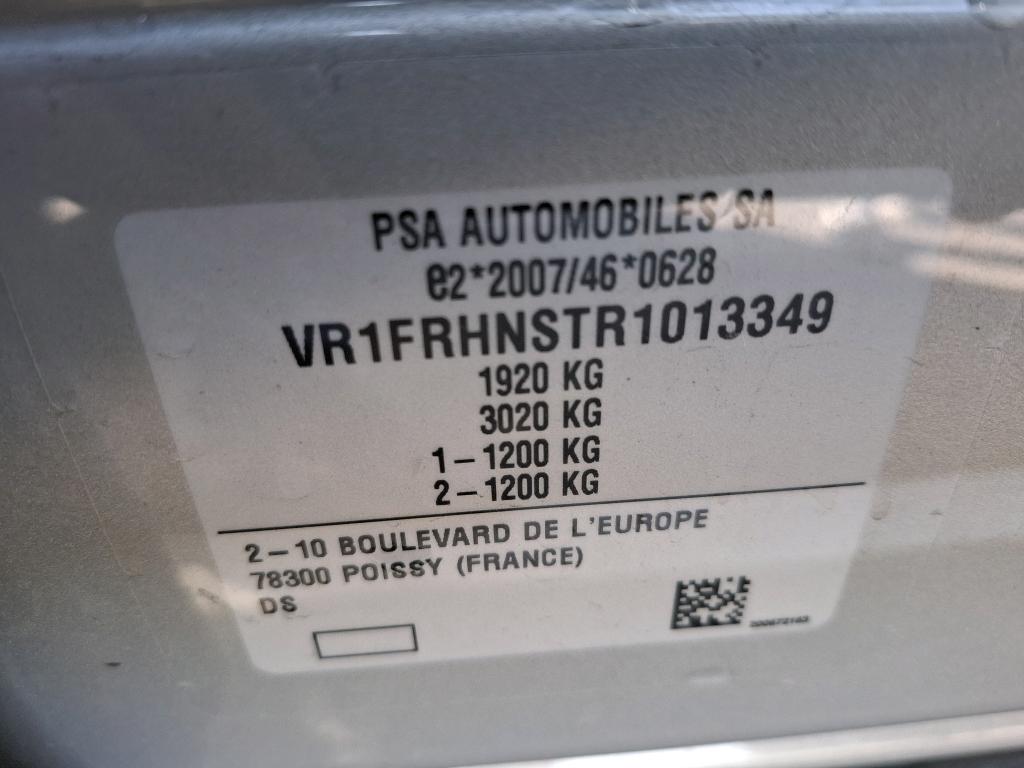 PSA AUTOMOBILES SA
e2*2007/46*0628
VR1FRHNSTR1013349
1920 KG
3020 KG
1-1200 KG
2-1200 KG
2-10 BOULEVARD DE L'EUROPE
78300 POISSY (FRANCE)
DS